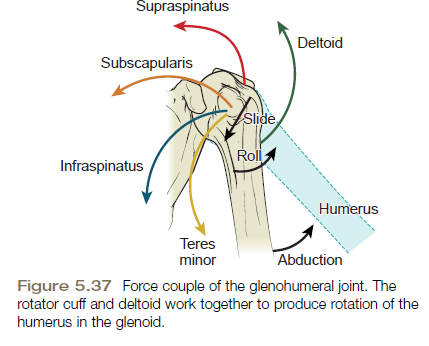 Supraspinatus
Deltoid
Subscapularis
Slide
Roll
Infraspinatus
Humerus
Teres
minor
Abduction
Figure 5.37 Force couple of the glenohumeral joint. The
rotator cuff and deltoid work together to produce rotation of the
humerus in the glenoid.